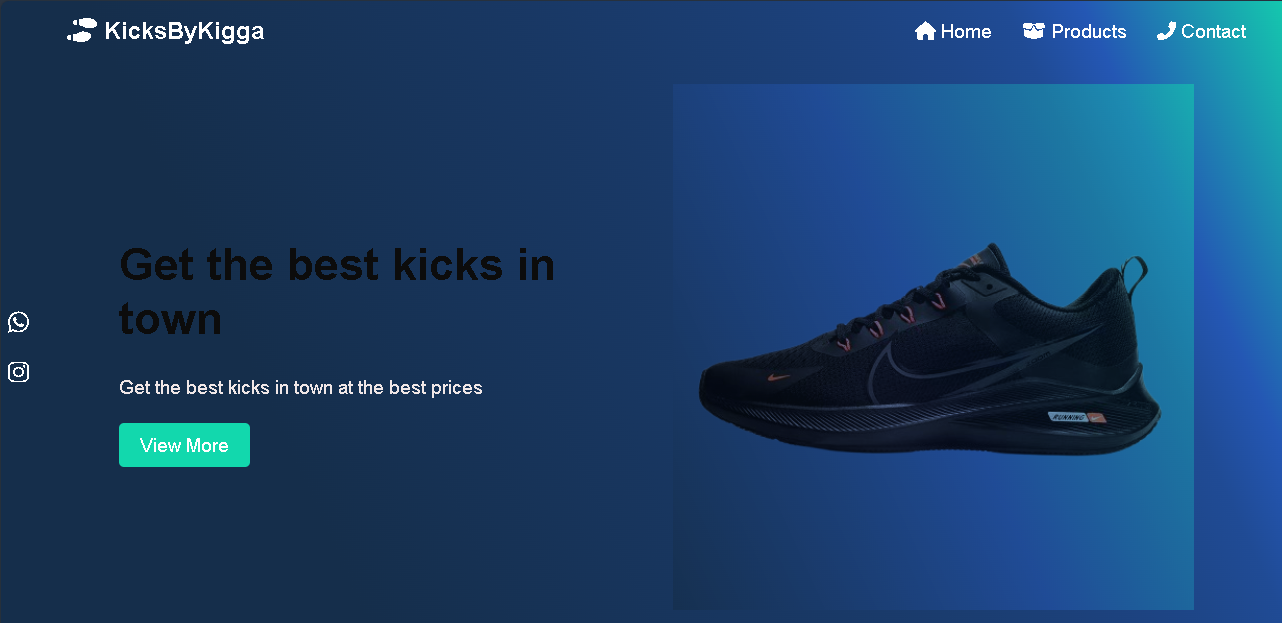 KicksByKigga
Home
Products
Contact
Get the best kicks in
town
Get the best kicks in town at the best prices
View More
RUNNING